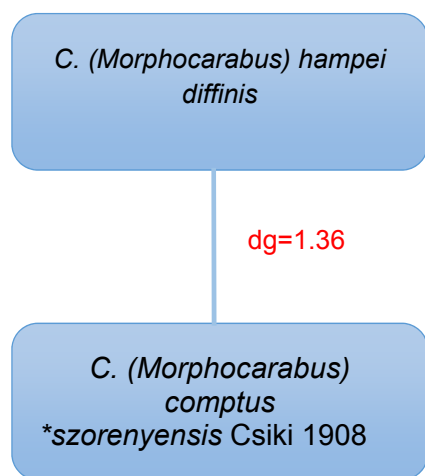 C. (Morphocarabus) hampei
diffinis
dg=1.36
C. (Morphocarabus)
comptus
*szorenyensis Csiki 1908